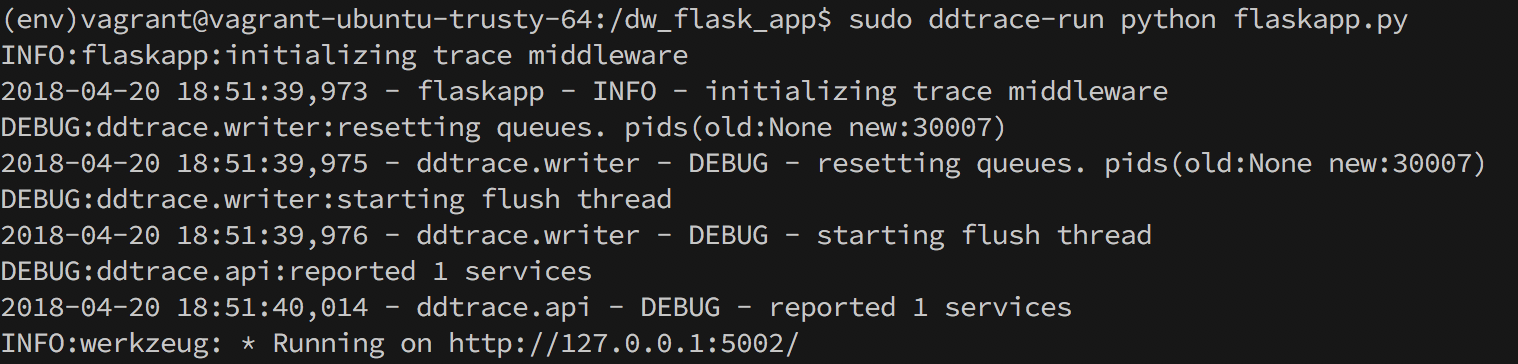 (env)vagrant@vagrant-ubuntu-trusty-64:/dw_flask_app$ sudo ddtrace-run python flaskapp.py
INFO:flaskapp:initializing trace middleware
2018-04-20 18:51:39,973 - flaskapp - INFO - initializing trace middleware
DEBUG:ddtrace.writer:resetting queues. pids(old:None new:30007)
2018-04-20 18:51:39,975 - ddtrace.writer - DEBUG - resetting queues. pids(old:None new:30007)
DEBUG:ddtrace.writer:starting flush thread
2018-04-20 18:51:39,976 - ddtrace.writer - DEBUG - starting flush thread
DEBUG:ddtrace.api:reported 1 services
2018-04-20 18:51:40,014 - ddtrace.api - DEBUG - reported 1 services
INFO:werkzeug: * Running on http://127.0.0.1:5002/